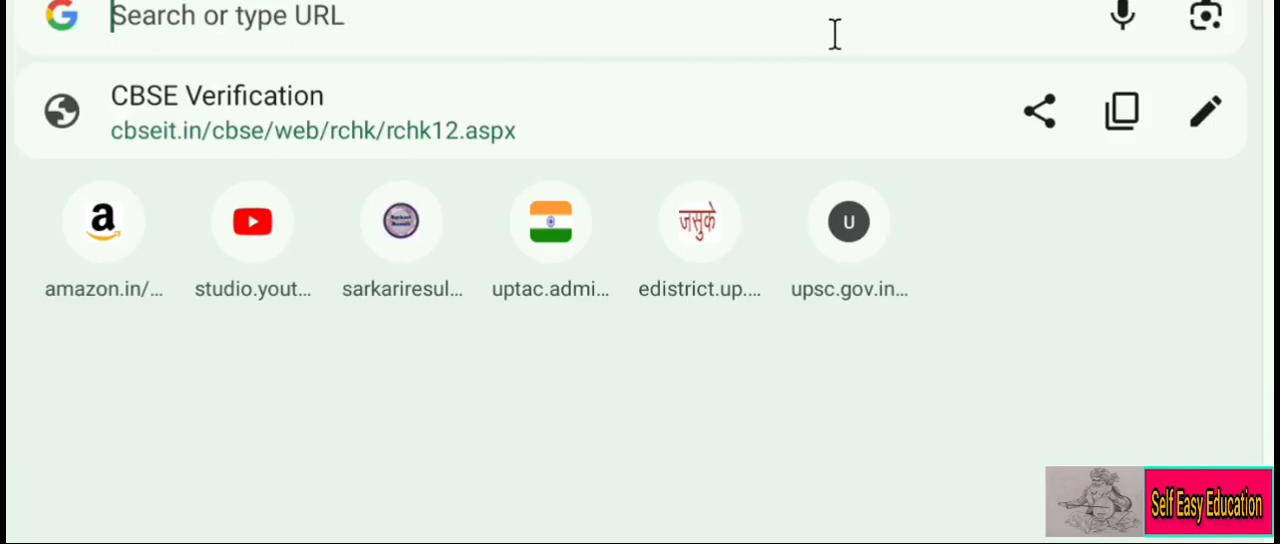 Search or type URL
CBSE Verification
cbseit.in/cbse/web/rchk/rchk12.aspx
a
जसुके
U
amazon.in/... studio.yout... sarkariresul... uptac.admi... edistrict.up.... upsc.gov.in...
Self Easy Education